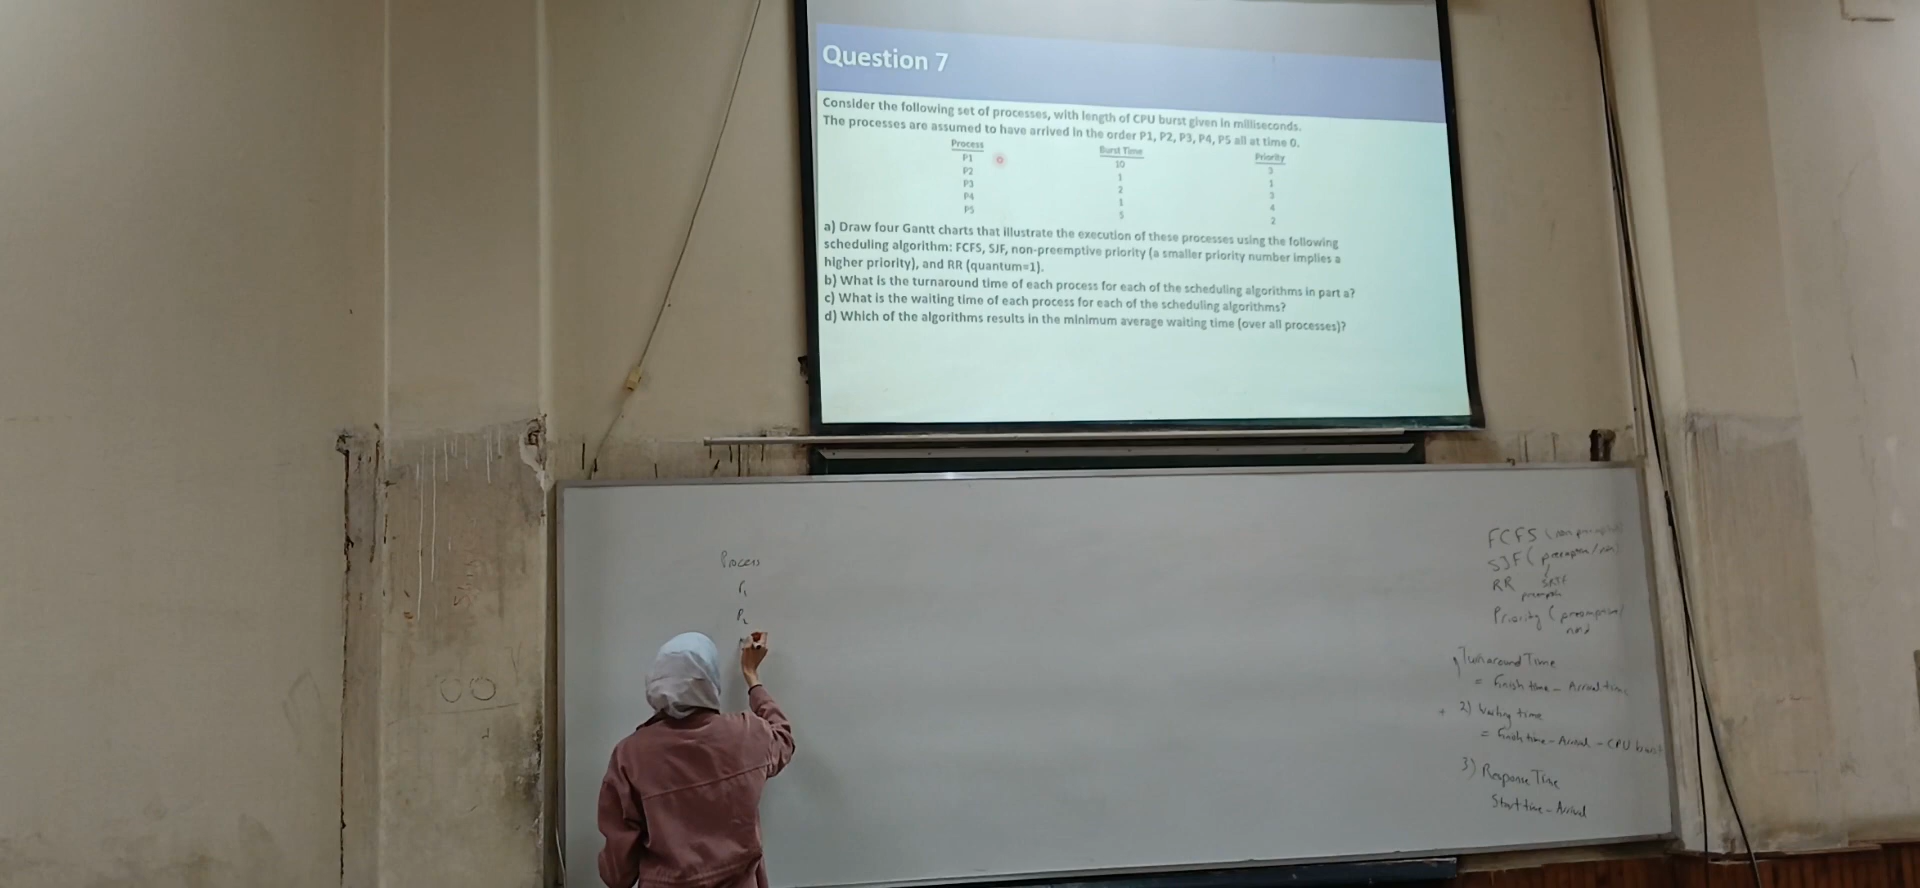 Question 7
Consider the following set of processes, with length of CPU burst given in milliseconds.
The processes are assumed to have arrived in the order P1, P2, P3, P4, P5 all at time 0.
Process Burst Time Priority
P1 10 3
P2 1 1
P3 2 3
P4 1 4
P5 5 2
a) Draw four Gantt charts that illustrate the execution of these processes using the following
scheduling algorithm: FCFS, SJF, non-preemptive priority (a smaller priority number implies a
higher priority), and RR (quantum=1).
b) What is the turnaround time of each process for each of the scheduling algorithms in part a?
c) What is the waiting time of each process for each of the scheduling algorithms?
d) Which of the algorithms results in the minimum average waiting time (over all processes)?
Process
P1
P2
FCFS (non
SJF (
RR
Priority (
Turnaround Time
= finish time - Arrival time
2) Waiting time
= finish time - Arrival - CPU burst
3) Response Time
Start time - Arrival